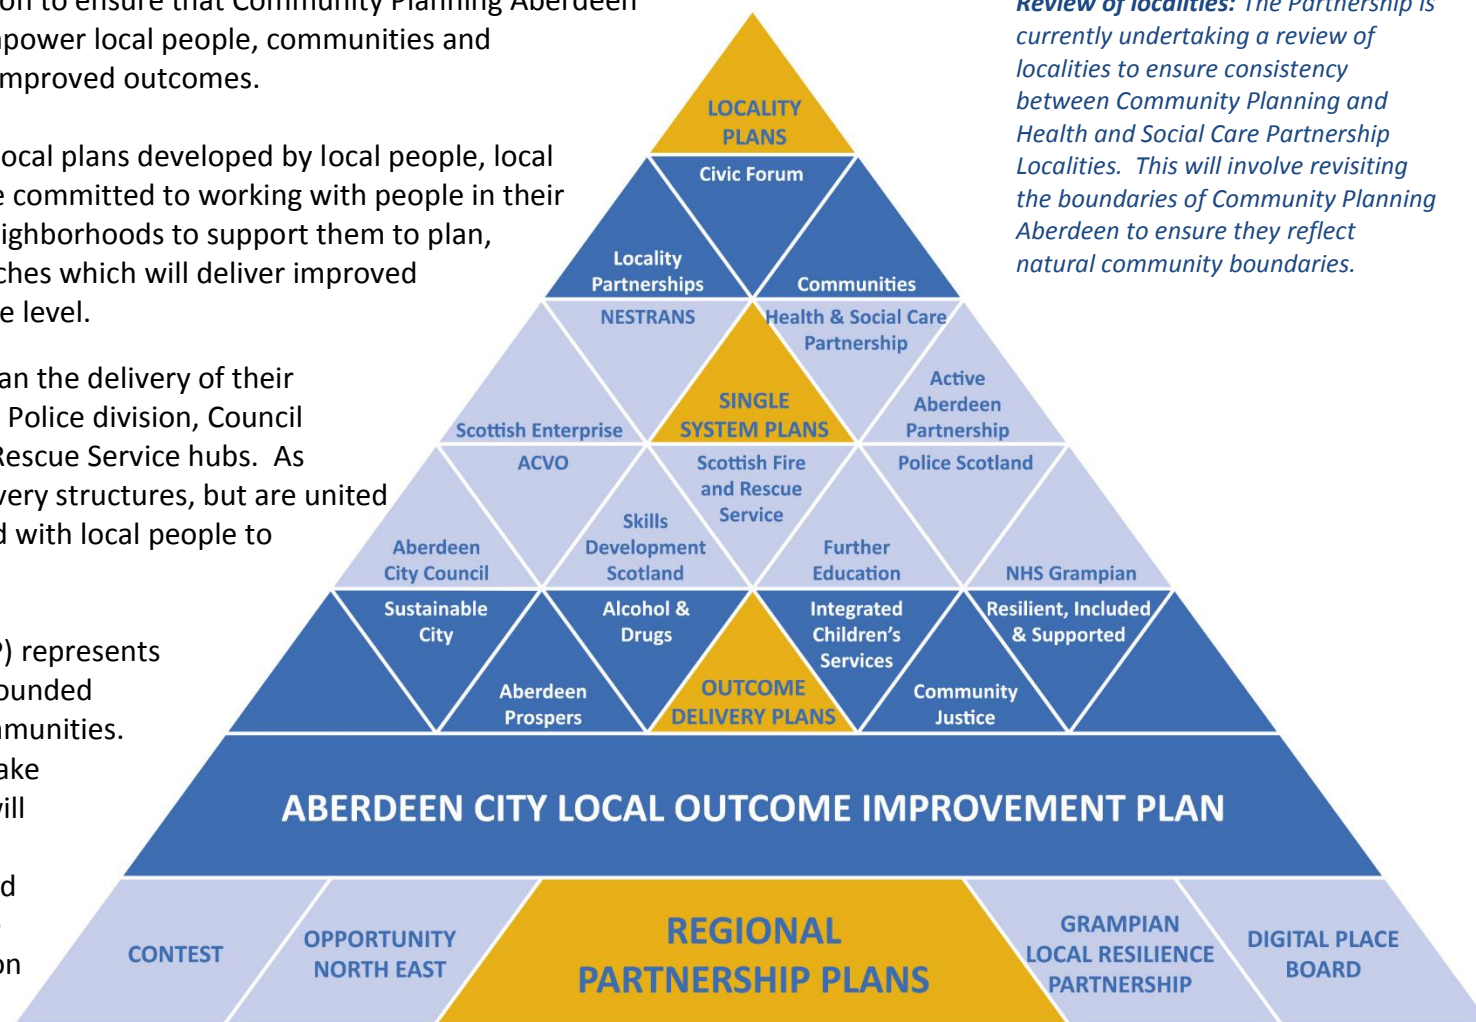 on to ensure that Community Planning Aberdeen
power local people, communities and
improved outcomes.
ocal plans developed by local people, local
e committed to working with people in their
ighborhoods to support them to plan,
ches which will deliver improved
e level.
an the delivery of their
Police division, Council
Rescue Service hubs. As
very structures, but are united
d with local people to
) represents
ounded
munities.
ake
will
d
on
Review of localities: The Partnership is
currently undertaking a review of
localities to ensure consistency
between Community Planning and
Health and Social Care Partnership
Localities. This will involve revisiting
the boundaries of Community Planning
Aberdeen to ensure they reflect
natural community boundaries.
LOCALITY
PLANS
Civic Forum
Locality
Partnerships
Communities
NESTRANS
Health & Social Care
Partnership
Scottish Enterprise
SINGLE
SYSTEM PLANS
Active
Aberdeen
Partnership
ACVO
Scottish Fire
and Rescue
Service
Police Scotland
Aberdeen
City Council
Skills
Development
Scotland
Further
Education
NHS Grampian
Sustainable
City
Alcohol &
Drugs
Integrated
Children's
Services
Resilient, Included
& Supported
Aberdeen
Prospers
OUTCOME
DELIVERY PLANS
Community
Justice
ABERDEEN CITY LOCAL OUTCOME IMPROVEMENT PLAN
CONTEST
OPPORTUNITY
NORTH EAST
REGIONAL
PARTNERSHIP PLANS
GRAMPIAN
LOCAL RESILIENCE
PARTNERSHIP
DIGITAL PLACE
BOARD